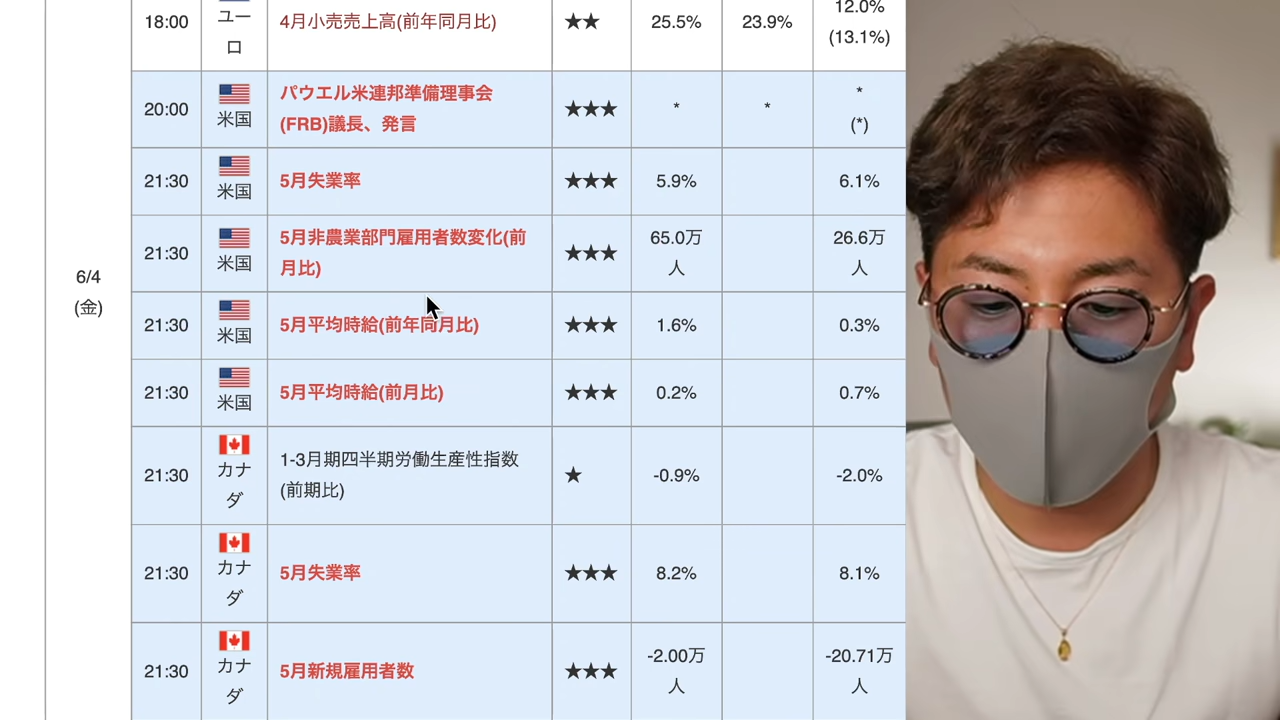 18:00
ユー
ロ
4月小売売上高(前年同月比)
★★
25.5%
23.9%
12.0%
(13.1%)
6/4
(金)
20:00
米国
パウエル米連邦準備理事会
(FRB)議長、発言
★★★
*
*
*
(*)
21:30
米国
5月失業率
★★★
5.9%
6.1%
21:30
米国
5月非農業部門雇用者数変化(前
月比)
★★★
65.0万
人
26.6万
人
21:30
米国
5月平均時給(前年同月比)
★★★
1.6%
0.3%
21:30
米国
5月平均時給(前月比)
★★★
0.2%
0.7%
21:30
カナ
ダ
1-3月期四半期労働生産性指数
(前期比)
★
-0.9%
-2.0%
21:30
カナ
ダ
5月失業率
★★★
8.2%
8.1%
21:30
カナ
ダ
5月新規雇用者数
★★★
-2.00万
人
-20.71万
人